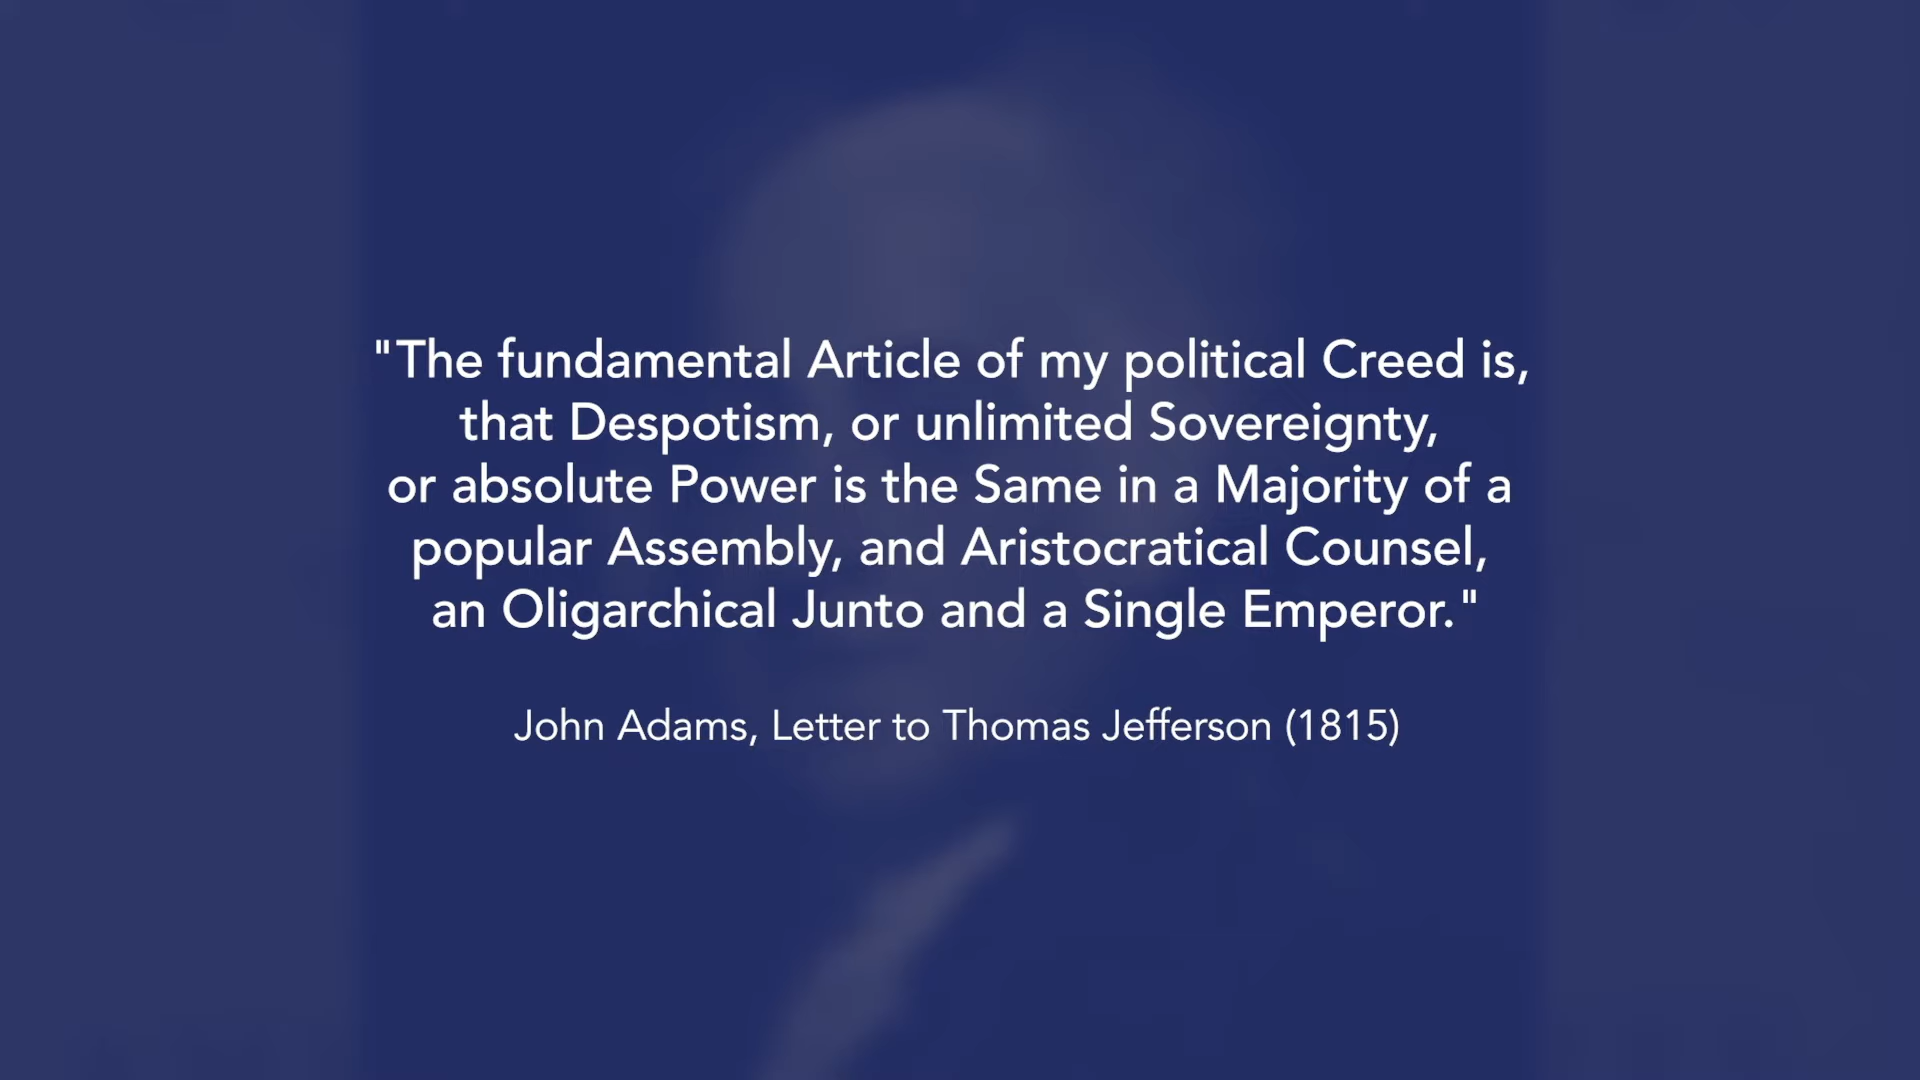 "The fundamental Article of my political Creed is,
that Despotism, or unlimited Sovereignty,
or absolute Power is the Same in a Majority of a
popular Assembly, and Aristocratical Counsel,
an Oligarchical Junto and a Single Emperor."
John Adams, Letter to Thomas Jefferson (1815)